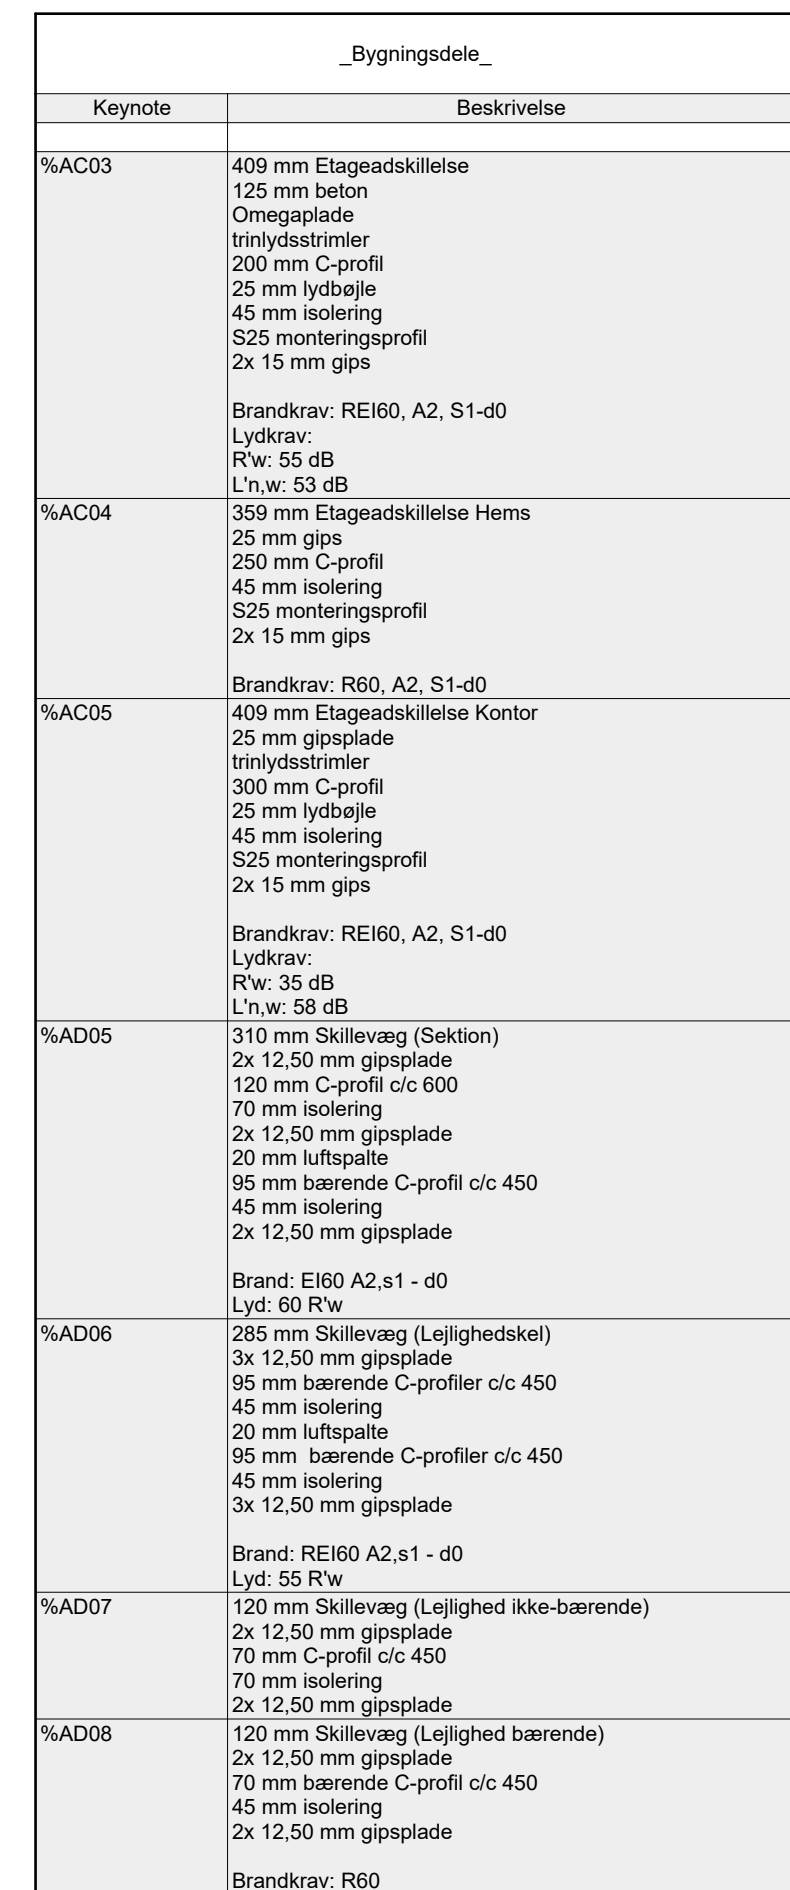 _Bygningsdele_
Keynote Beskrivelse
%AC03 409 mm Etageadskillelse
125 mm beton
Omegaplade
trinlydsstrimler
200 mm C-profil
25 mm lydbøjle
45 mm isolering
S25 monteringsprofil
2x 15 mm gips
Brandkrav: REI60, A2, S1-d0
Lydkrav:
R'w: 55 dB
L'n,w: 53 dB
%AC04 359 mm Etageadskillelse Hems
25 mm gips
250 mm C-profil
45 mm isolering
S25 monteringsprofil
2x 15 mm gips
Brandkrav: R60, A2, S1-d0
%AC05 409 mm Etageadskillelse Kontor
25 mm gipsplade
trinlydsstrimler
300 mm C-profil
25 mm lydbøjle
45 mm isolering
S25 monteringsprofil
2x 15 mm gips
Brandkrav: REI60, A2, S1-d0
Lydkrav:
R'w: 35 dB
L'n,w: 58 dB
%AD05 310 mm Skillevæg (Sektion)
2x 12,50 mm gipsplade
120 mm C-profil c/c 600
70 mm isolering
2x 12,50 mm gipsplade
20 mm luftspalte
95 mm bærende C-profil c/c 450
45 mm isolering
2x 12,50 mm gipsplade
Brand: EI60 A2,s1 - d0
Lyd: 60 R'w
%AD06 285 mm Skillevæg (Lejlighedskel)
3x 12,50 mm gipsplade
95 mm bærende C-profiler c/c 450
45 mm isolering
20 mm luftspalte
95 mm  bærende C-profiler c/c 450
45 mm isolering
3x 12,50 mm gipsplade
Brand: REI60 A2,s1 - d0
Lyd: 55 R'w
%AD07 120 mm Skillevæg (Lejlighed ikke-bærende)
2x 12,50 mm gipsplade
70 mm C-profil c/c 450
70 mm isolering
2x 12,50 mm gipsplade
%AD08 120 mm Skillevæg (Lejlighed bærende)
2x 12,50 mm gipsplade
70 mm bærende C-profil c/c 450
45 mm isolering
2x 12,50 mm gipsplade
Brandkrav: R60